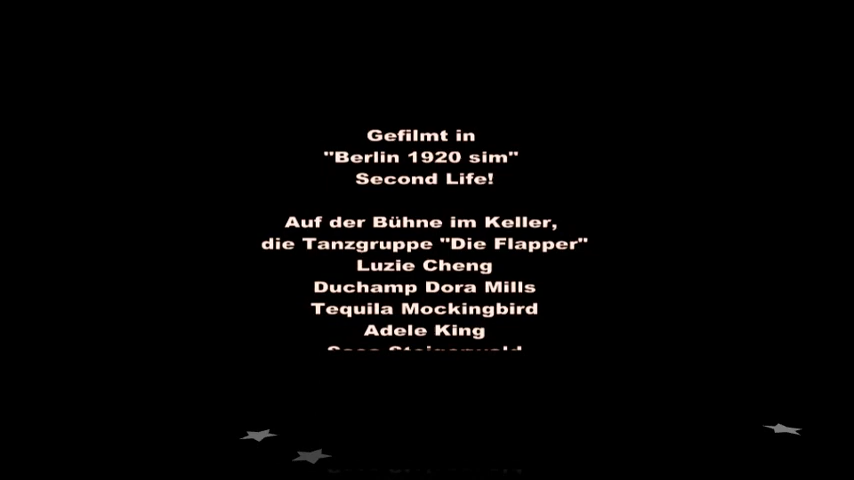 Gefilmt in
"Berlin 1920 sim"
Second Life!
Auf der Bühne im Keller,
die Tanzgruppe "Die Flapper"
Luzie Cheng
Duchamp Dora Mills
Tequila Mockingbird
Adele King